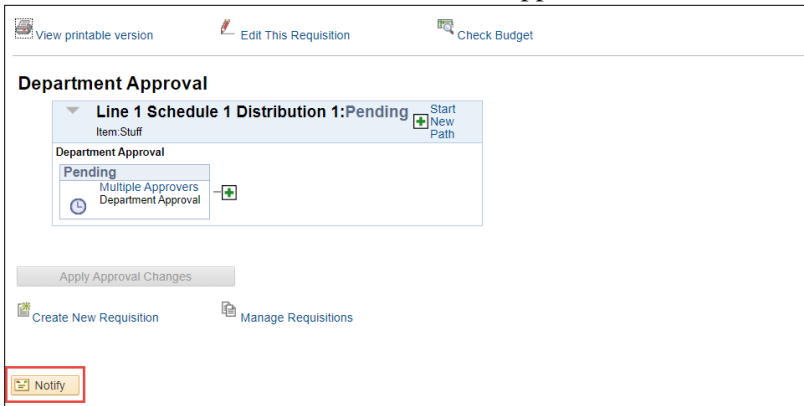 View printable version Edit This Requisition Check Budget
Department Approval
Line 1 Schedule 1 Distribution 1:Pending Start
New
Path
Item:Stuff
Department Approval
Pending
Multiple Approvers
Department Approval
Apply Approval Changes
Create New Requisition Manage Requisitions
Notify